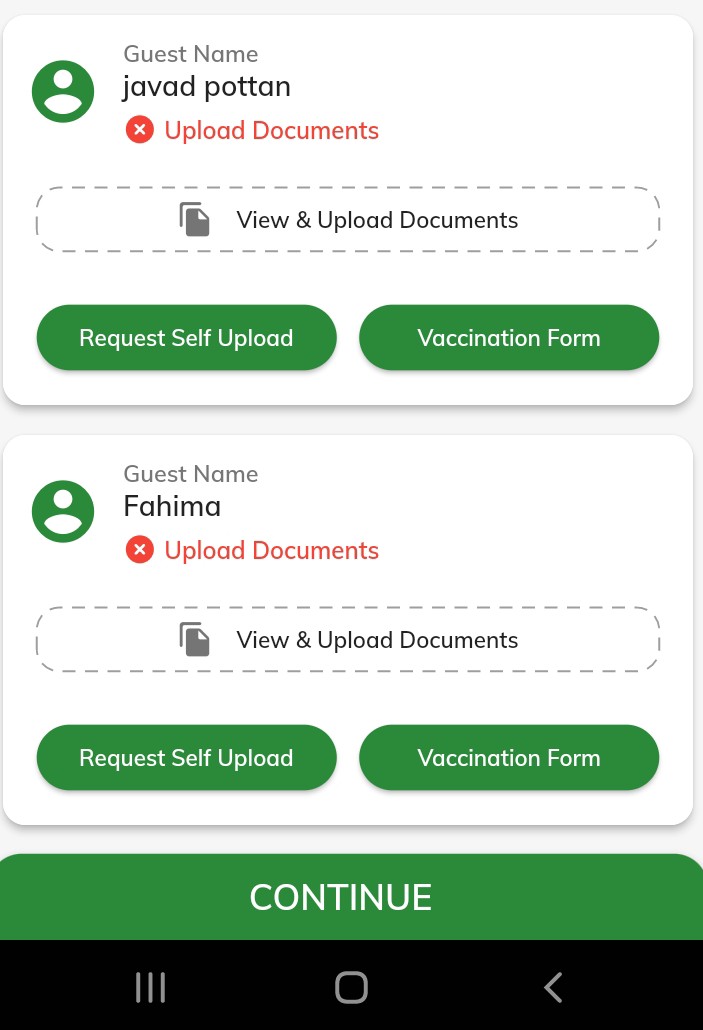 Guest Name
javad pottan
Upload Documents
View & Upload Documents
Request Self Upload
Vaccination Form
Guest Name
Fahima
Upload Documents
View & Upload Documents
Request Self Upload
Vaccination Form
CONTINUE